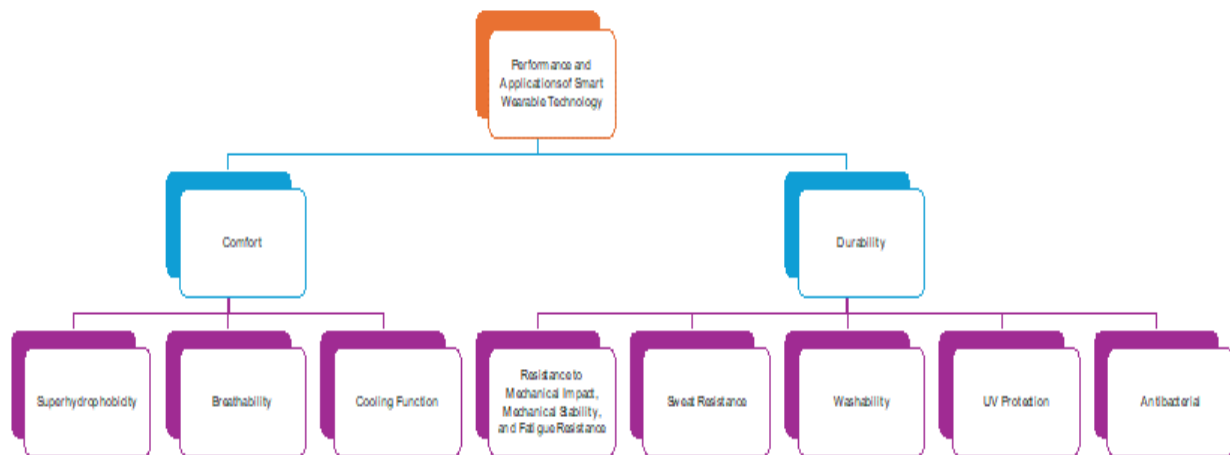 Performance and
Applications of Smart
Wearable Technology
Comfort
Durability
Superhydrophobicity
Breathability
Cooling Function
Resistance to
Mechanical Impact,
Mechanical Stability,
and Fatigue Resistance
Sweat Resistance
Washability
UV Protection
Antibacterial